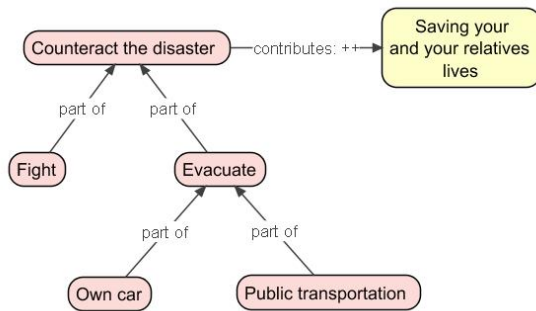 Counteract the disaster
contributes: ++
Saving your
and your relatives
lives
part of
part of
Fight
Evacuate
part of
part of
Own car
Public transportation